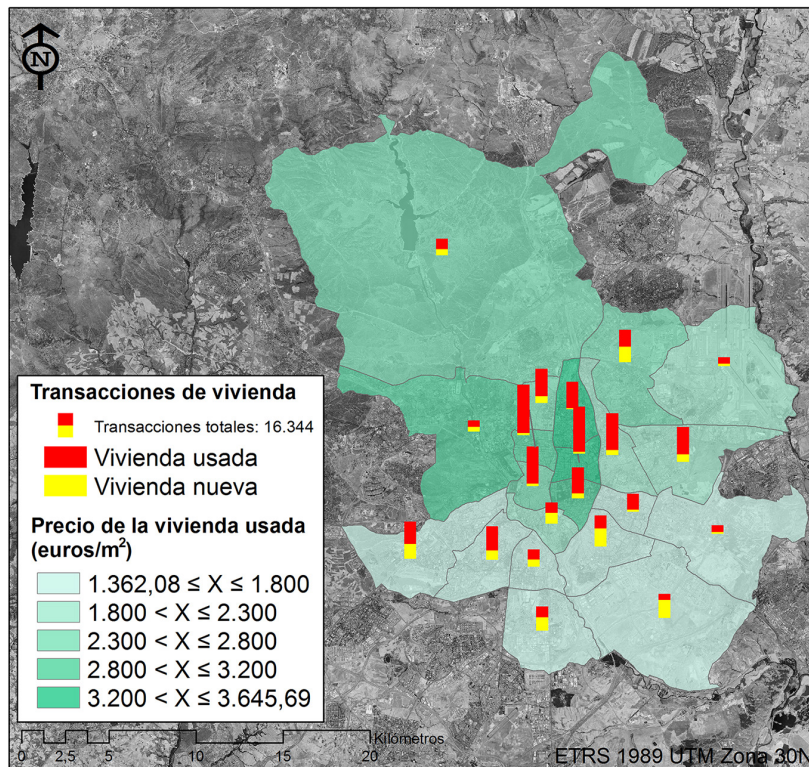 N
Transacciones de vivienda
Transacciones totales: 16.344
Vivienda usada
Vivienda nueva
Precio de la vivienda usada
(euros/m²)
1.362,08 ≤ X ≤ 1.800
1.800 < X ≤ 2.300
2.300 < X ≤ 2.800
2.800 < X ≤ 3.200
3.200 < X ≤ 3.645,69
Kilómetros
0 2,5 5 10 15 20
ETRS 1989 UTM Zona 30N